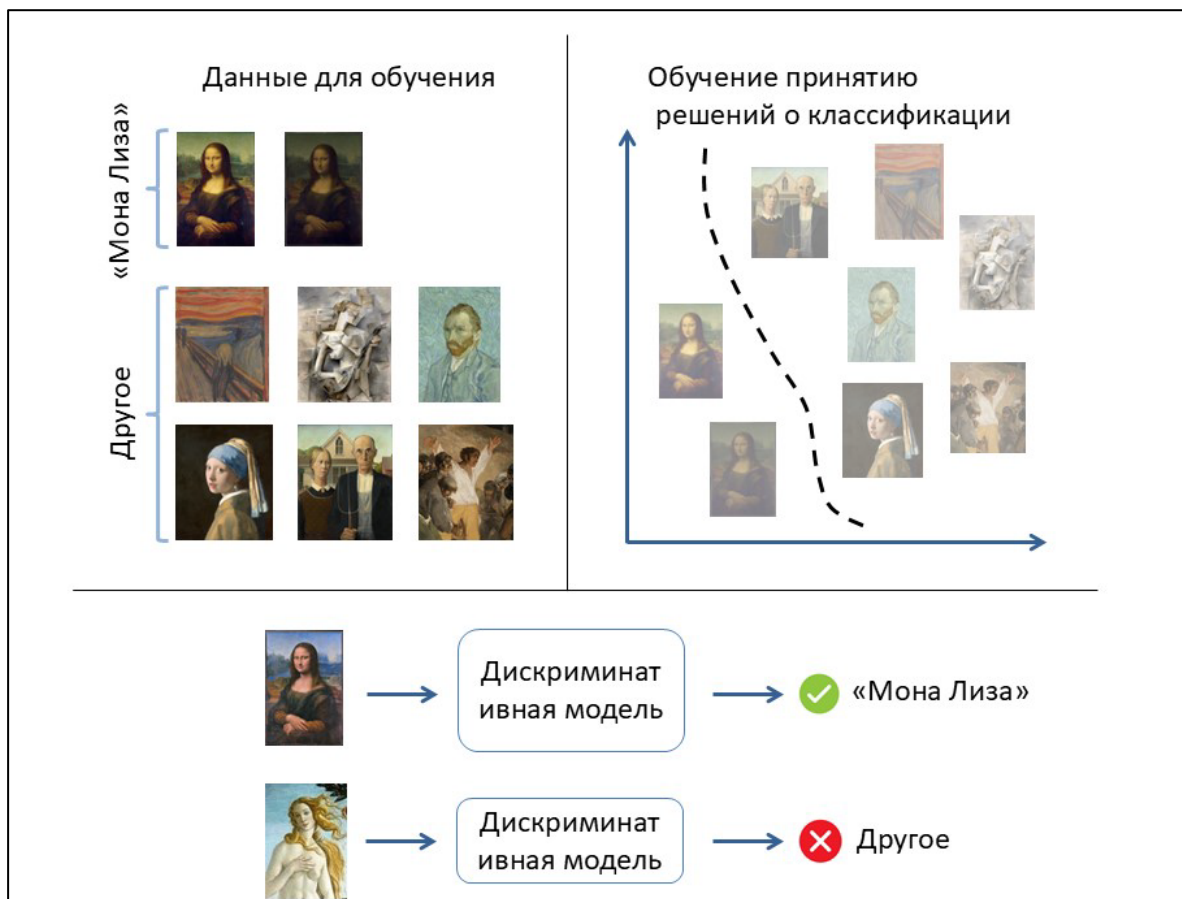 Данные для обучения
«Мона Лиза»
Другое
Обучение принятию
решений о классификации
Дискриминат
ивная модель
«Мона Лиза»
Дискриминат
ивная модель
Другое